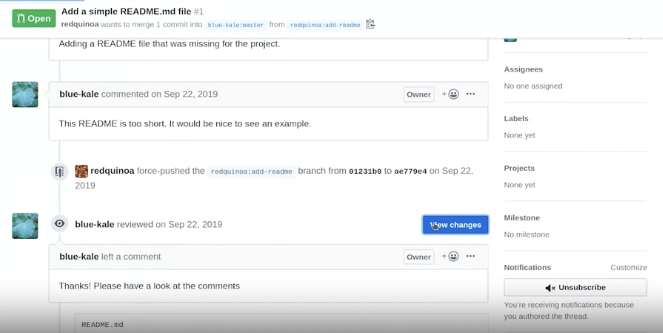 Open
Add a simple README.md file #1
redquinoa wants to merge 1 commit into blue-kale:master from redquinoa:add-readme
Adding a README file that was missing for the project.
blue-kale commented on Sep 22, 2019
Owner
This README is too short. It would be nice to see an example.
redquinoa force-pushed the redquinoa:add-readme branch from 01231b0 to ae779e4 on Sep 22,
2019
blue-kale reviewed on Sep 22, 2019
View changes
blue-kale left a comment
Owner
Thanks! Please have a look at the comments
README.md
Assignees
No one assigned
Labels
None yet
Projects
None yet
Milestone
No milestone
Notifications
Customize
Unsubscribe
You're receiving notifications because
you authored the thread.